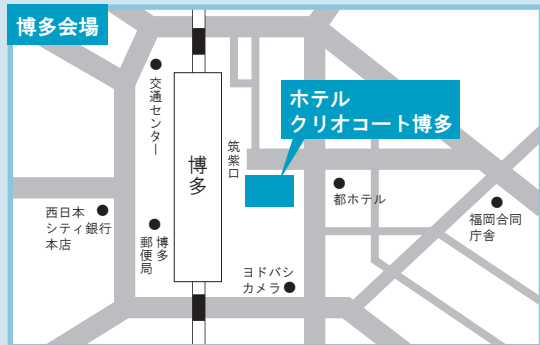 博多会場
交通センター
ホテル
クリオコート博多
筑紫口
博多
都ホテル
西日本
シティ銀行
本店
博多
郵便局
福岡合同
庁舎
ヨドバシ
カメラ